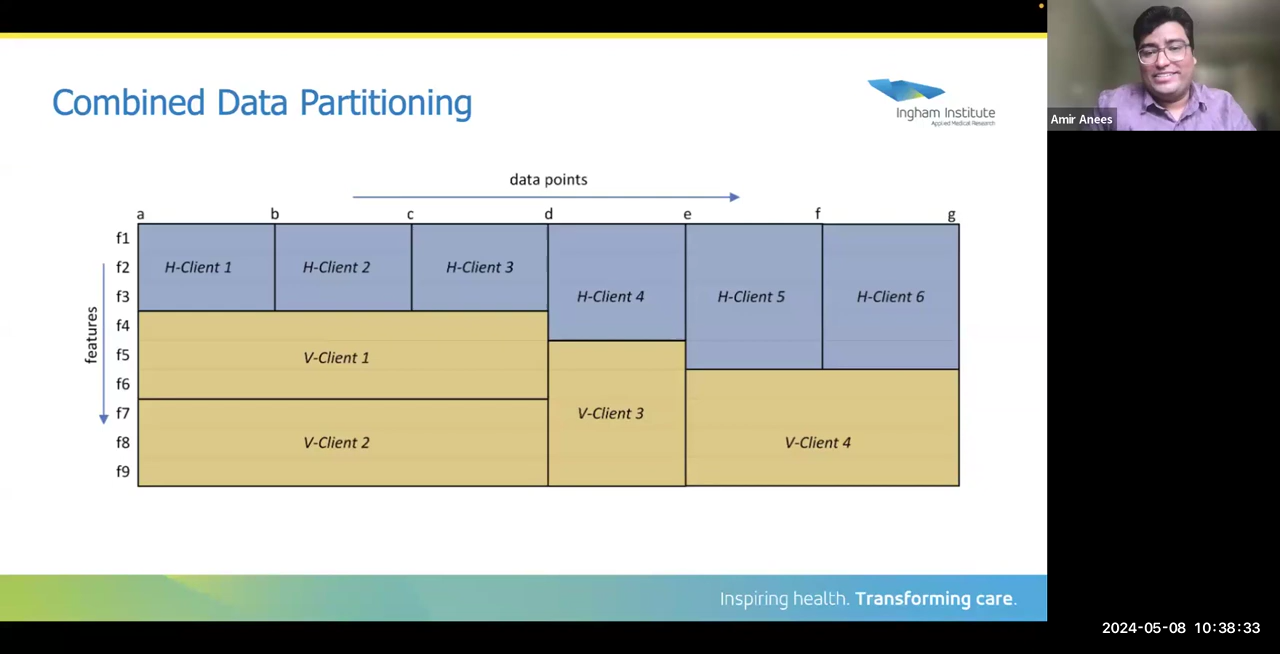 Combined Data Partitioning
Ingham Institute
Applied Medical Research
Amir Anees
data points
a b c d e f g
f1
f2
f3
f4
f5
f6
f7
f8
f9
features
H-Client 1
H-Client 2
H-Client 3
H-Client 4
H-Client 5
H-Client 6
V-Client 1
V-Client 2
V-Client 3
V-Client 4
Inspiring health. Transforming care.
2024-05-08 10:38:33